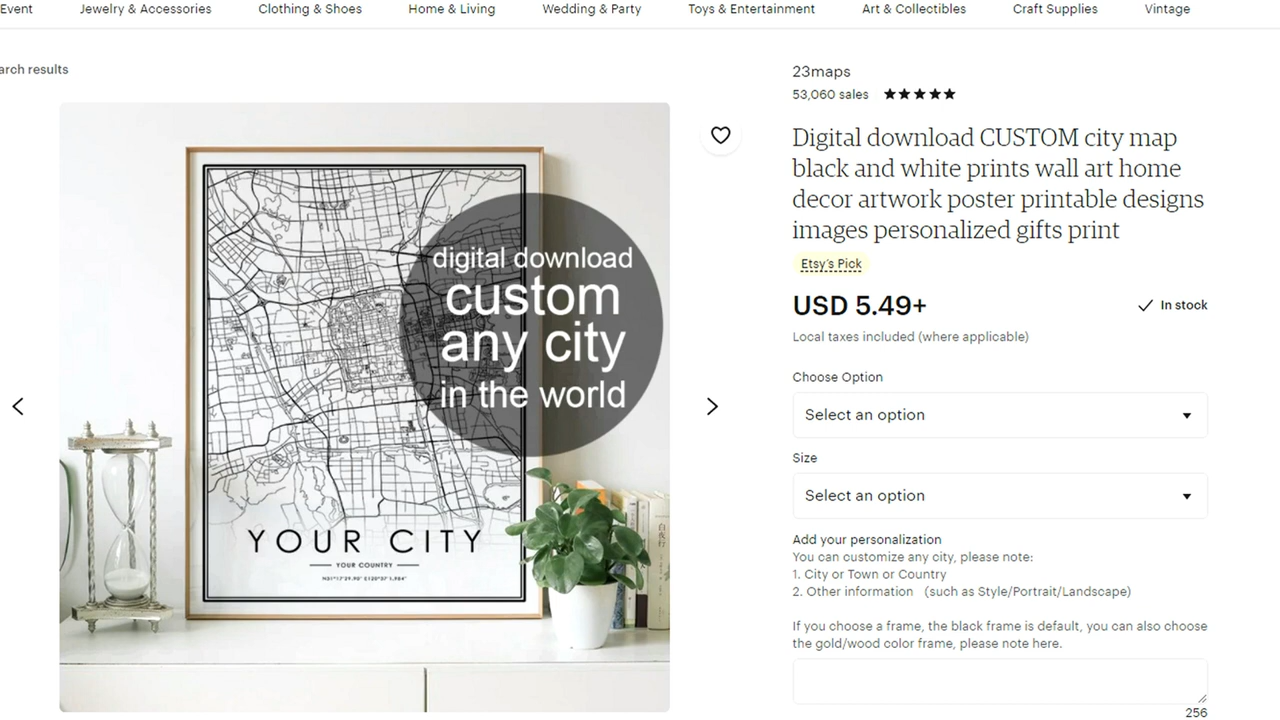 Event Jewelry & Accessories Clothing & Shoes Home & Living Wedding & Party Toys & Entertainment Art & Collectibles Craft Supplies Vintage
arch results
digital download
custom
any city
in the world
YOUR CITY
YOUR COUNTRY
23maps
53,060 sales
Digital download CUSTOM city map
black and white prints wall art home
decor artwork poster printable designs
images personalized gifts print
Etsy's Pick
USD 5.49+
In stock
Local taxes included (where applicable)
Choose Option
Select an option
Size
Select an option
Add your personalization
You can customize any city, please note:
1. City or Town or Country
2. Other information (such as Style/Portrait/Landscape)
If you choose a frame, the black frame is default, you can also choose
the gold/wood color frame, please note here.
256